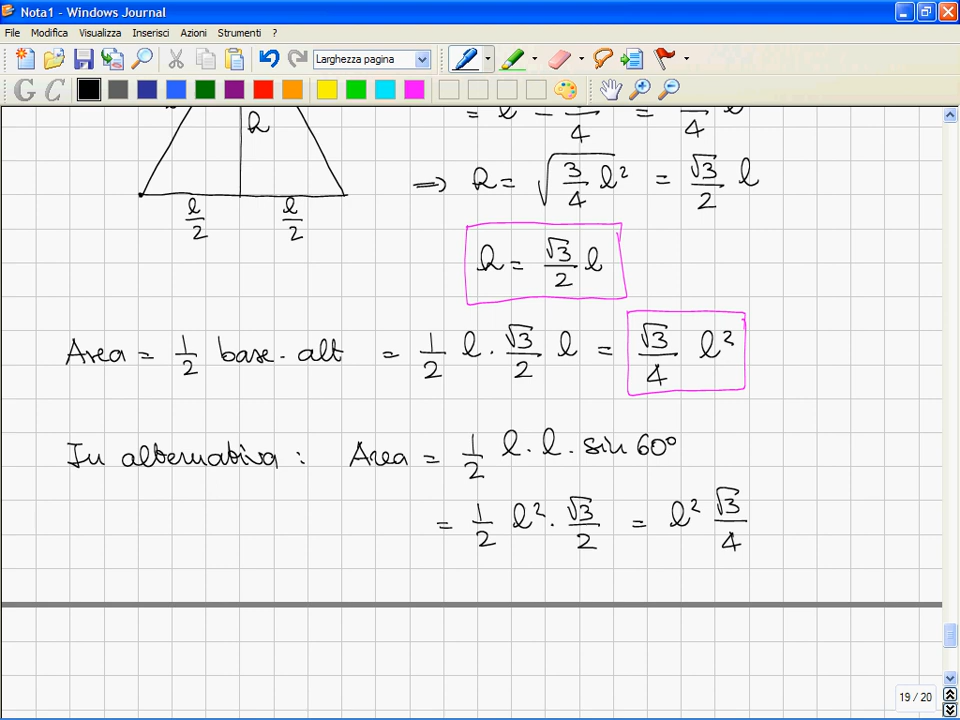 Nota1 - Windows Journal
File Modifica Visualizza Inserisci Azioni Strumenti ?
Larghezza pagina
G C
h
= l - /4 = /4 l
=> h = √(3/4 l²) = √3/2 l
l/2 l/2
h = √3/2 l
Area = 1/2 base · alt = 1/2 l · √3/2 l = √3/4 l²
In alternativa : Area = 1/2 l · l · sin 60°
= 1/2 l² · √3/2 = l² √3/4
19 / 20